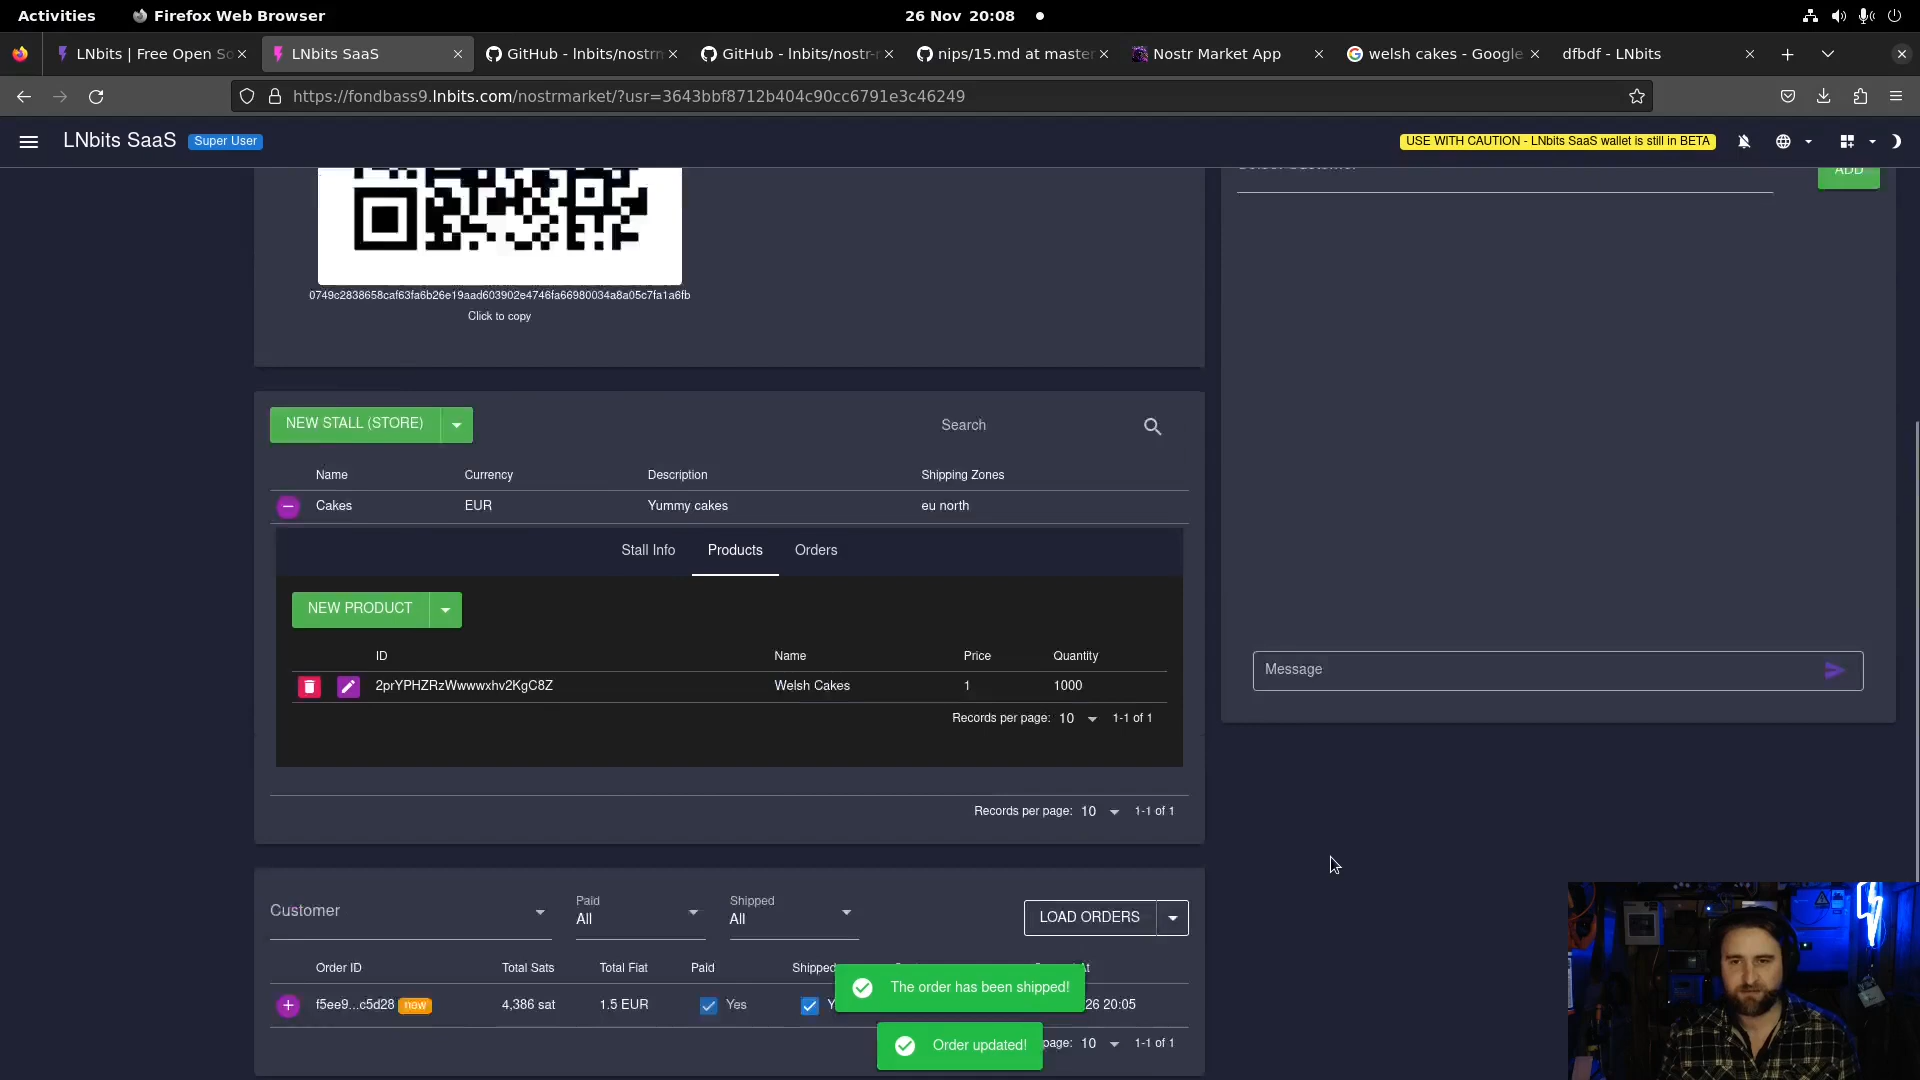 Activities Firefox Web Browser 26 Nov 20:08
LNbits | Free Open So LNbits SaaS GitHub - lnbits/nostrm GitHub - lnbits/nostr-r nips/15.md at master Nostr Market App welsh cakes - Google dfbdf - LNbits
https://fondbass9.lnbits.com/nostrmarket/?usr=3643bbf8712b404c90cc6791e3c46249
LNbits SaaS Super User USE WITH CAUTION - LNbits SaaS wallet is still in BETA
ADD
0749c2838658caf63fa6b26e19aad603902e4746fa66980034a8a05c7fa1a6fb
Click to copy
NEW STALL (STORE) Search
Name Currency Description Shipping Zones
Cakes EUR Yummy cakes eu north
Stall Info Products Orders
NEW PRODUCT
ID Name Price Quantity
2prYPHZRzWwwwxhv2KgC8Z Welsh Cakes 1 1000
Records per page: 10 1-1 of 1
Message
Records per page: 10 1-1 of 1
Customer Paid All Shipped All LOAD ORDERS
Order ID Total Sats Total Fiat Paid Shipped
f5ee9...c5d28 new 4,386 sat 1.5 EUR Yes 26 20:05
The order has been shipped!
page: 10 1-1 of 1
Order updated!